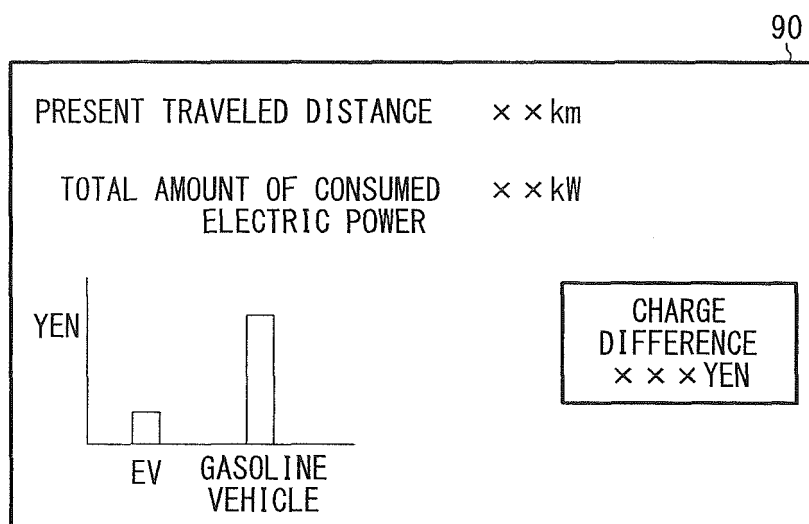 90
PRESENT TRAVELED DISTANCE ××km
TOTAL AMOUNT OF CONSUMED ××kW
ELECTRIC POWER
YEN
EV
GASOLINE
VEHICLE
CHARGE
DIFFERENCE
×××YEN